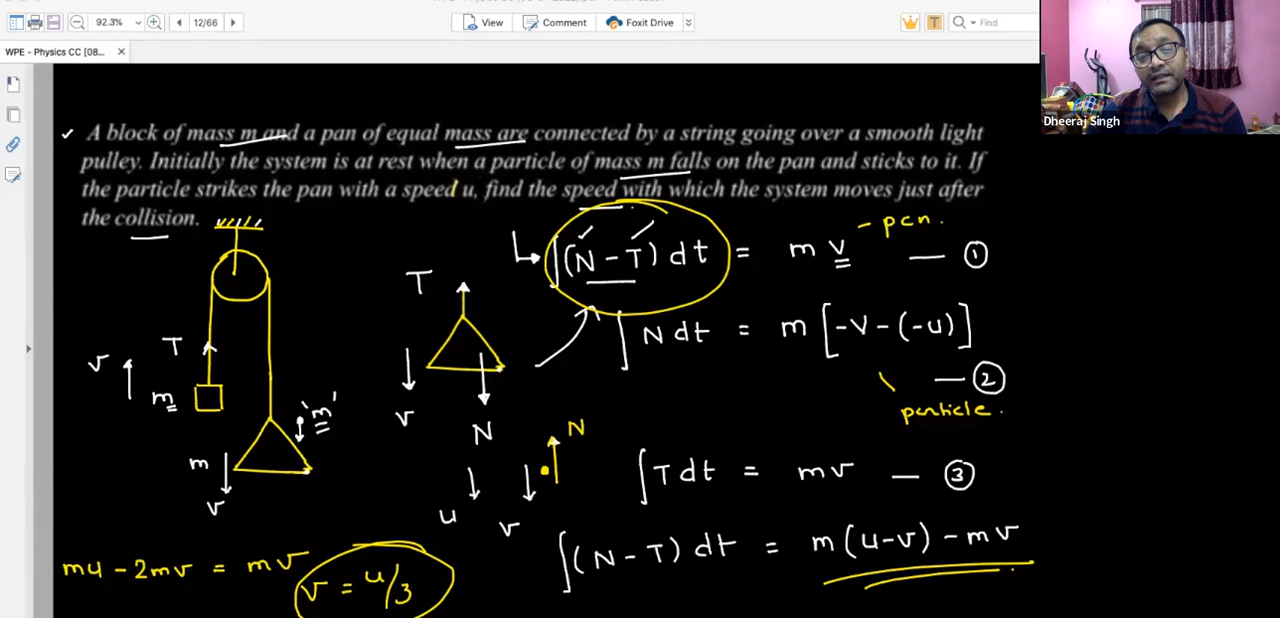 92.3%
12/66
View
Comment
Foxit Drive
Find
WPE - Physics CC [08...
Dheeraj Singh
A block of mass m and a pan of equal mass are connected by a string going over a smooth light
pulley. Initially the system is at rest when a particle of mass m falls on the pan and sticks to it. If
the particle strikes the pan with a speed u, find the speed with which the system moves just after
the collision.
∫(N - T) dt = m v - pan. — ①
T
∫ N dt = m [-v - (-u)] — ②
particle.
v T m
'm'
m v
v N
N
u v
∫ T dt = mv — ③
∫(N - T) dt = m(u - v) - mv
mu - 2mv = mv
v = u/3